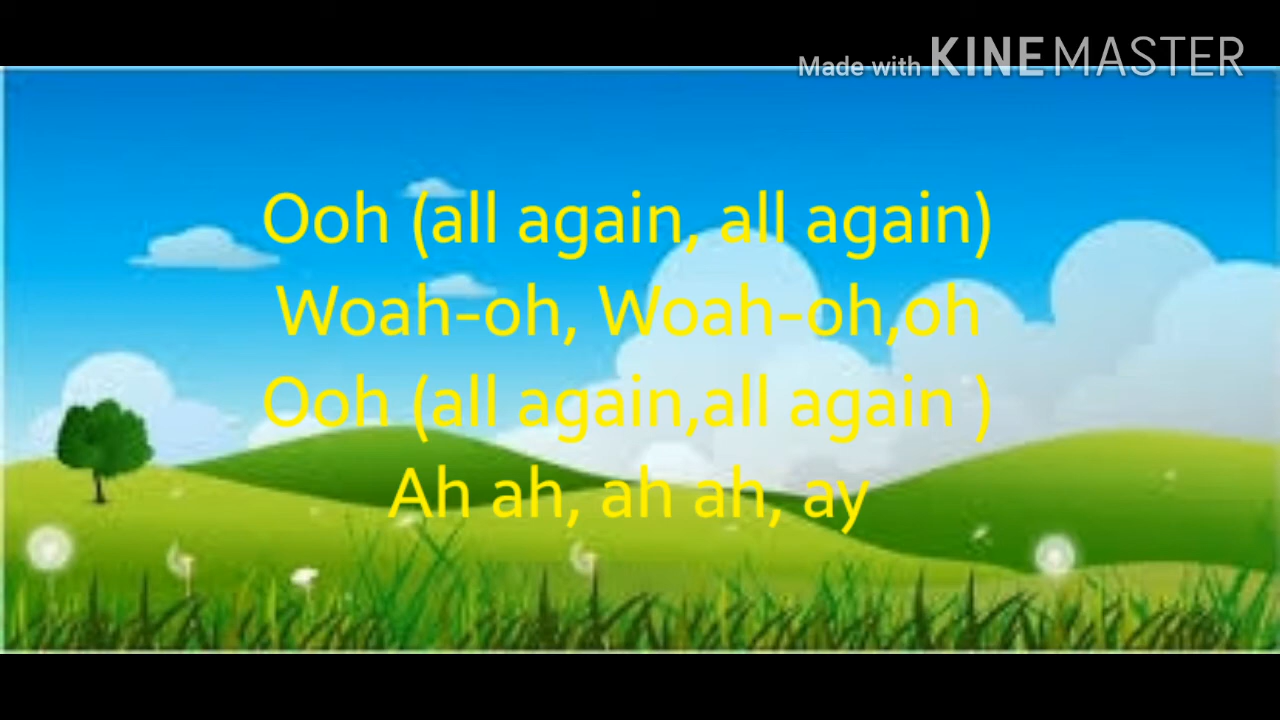 Made with KINEMASTER
Ooh (all again, all again)
Woah-oh, Woah-oh,oh
Ooh (all again,all again )
Ah ah, ah ah, ay